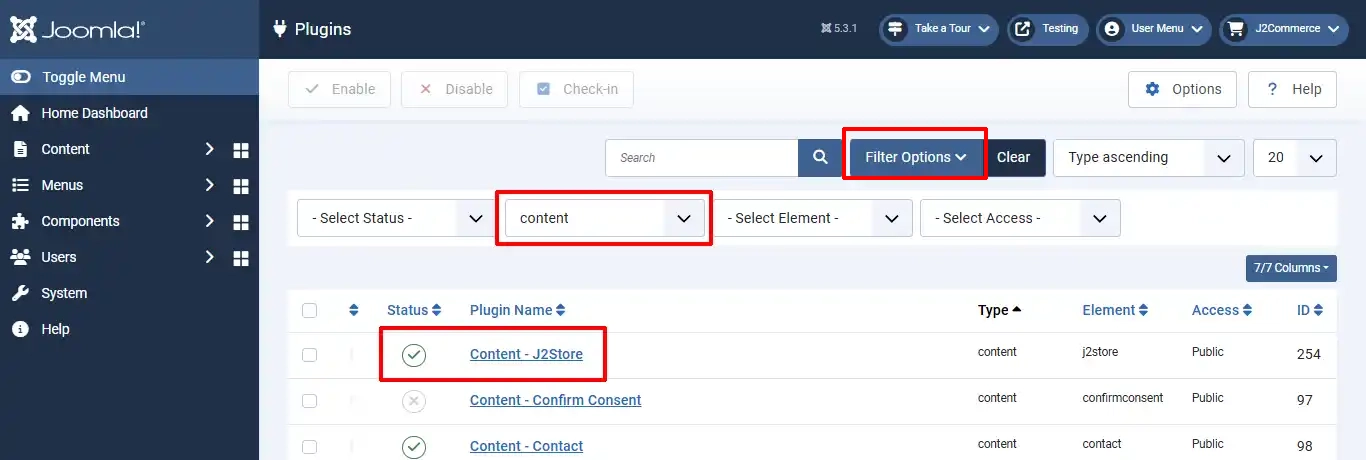 Joomla!® Plugins 5.3.1 Take a Tour Testing User Menu J2Commerce
Toggle Menu
Home Dashboard
Content
Menus
Components
Users
System
Help
Enable Disable Check-in Options ? Help
Search Filter Options Clear Type ascending 20
- Select Status - content - Select Element - - Select Access -
7/7 Columns
Status Plugin Name Type Element Access ID
Content - J2Store content j2store Public 254
Content - Confirm Consent content confirmconsent Public 97
Content - Contact content contact Public 98